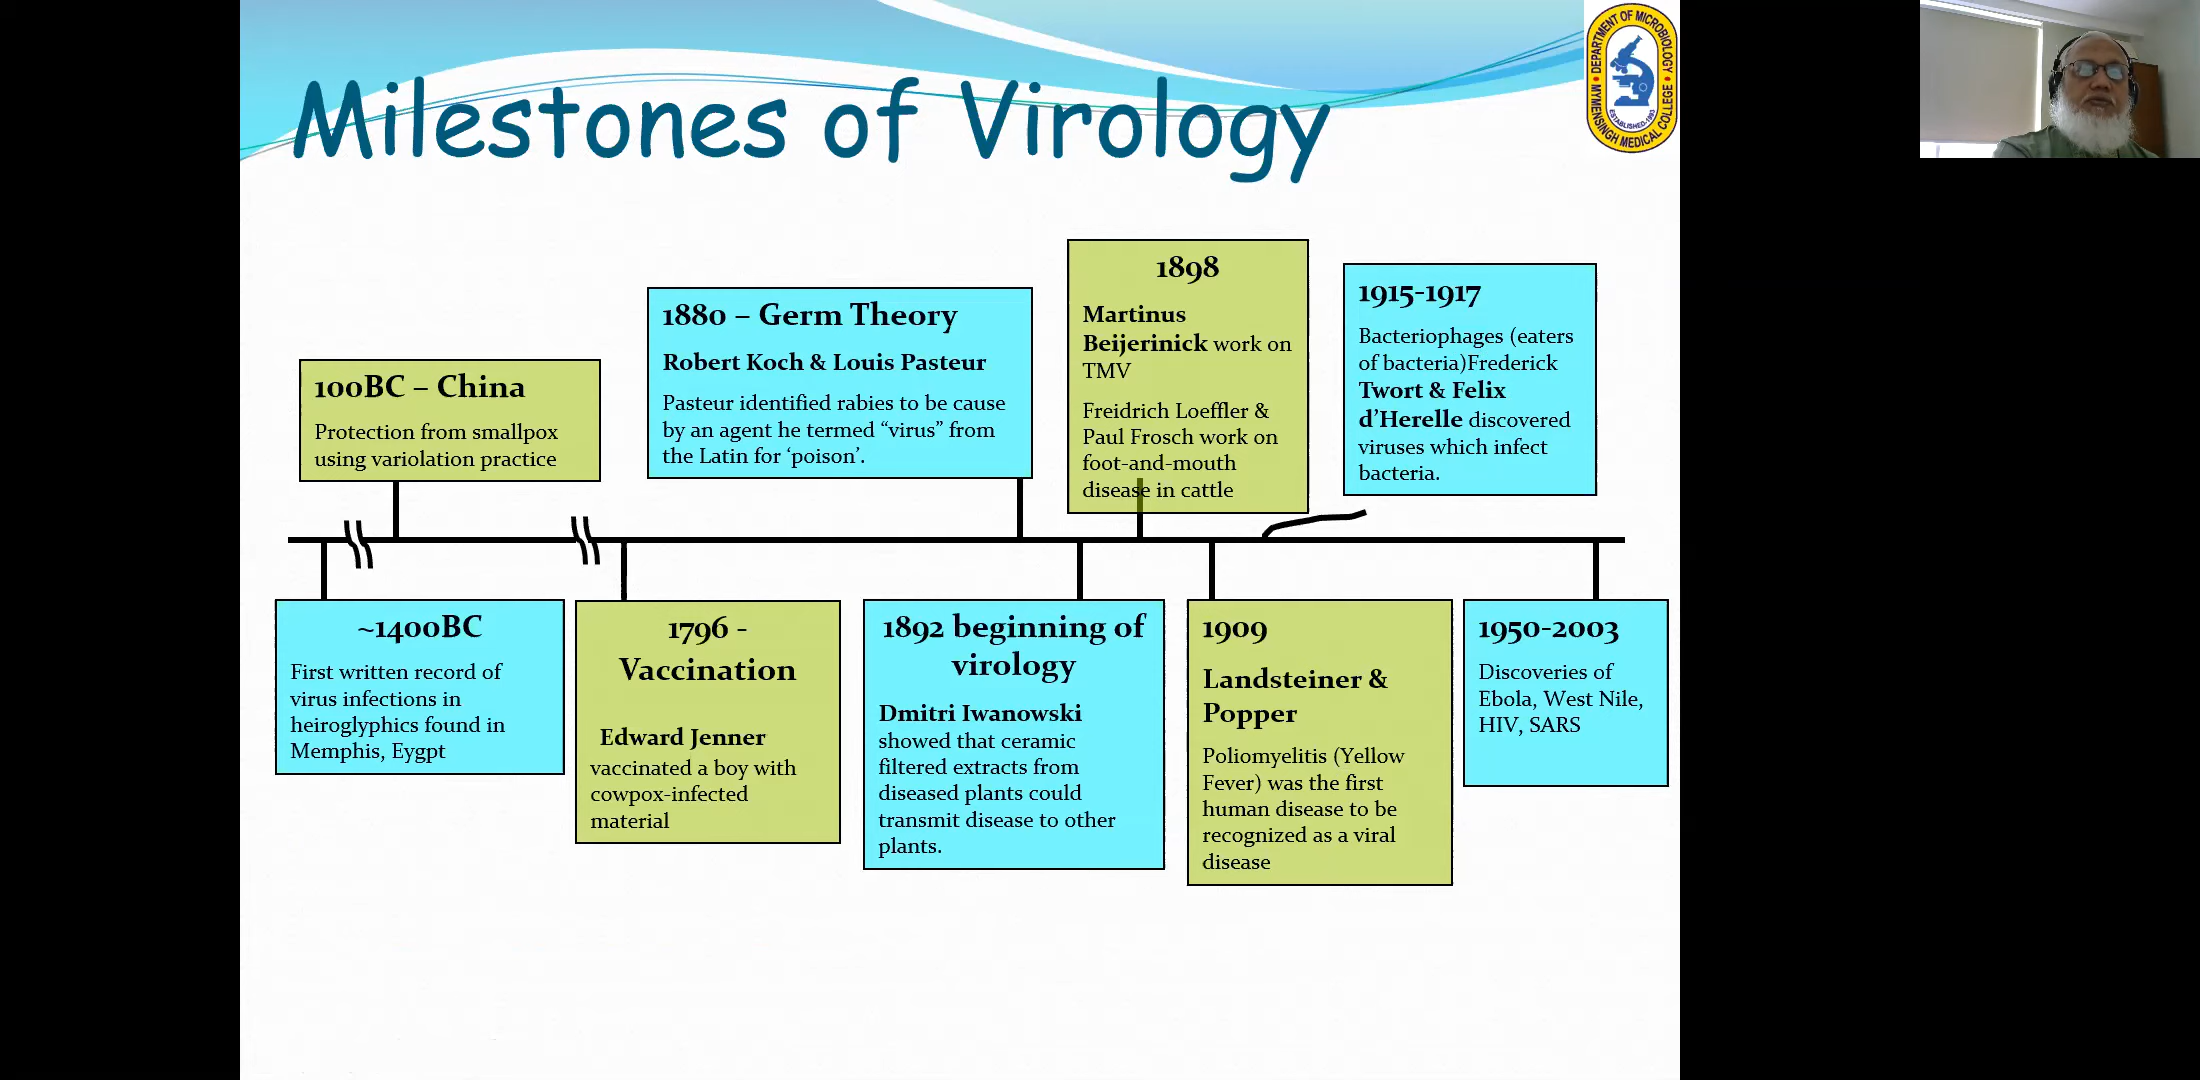 Milestones of Virology
DEPARTMENT OF MICROBIOLOGY
MYMENSINGH MEDICAL COLLEGE
100BC – China
Protection from smallpox
using variolation practice
1880 – Germ Theory
Robert Koch & Louis Pasteur
Pasteur identified rabies to be cause
by an agent he termed “virus” from
the Latin for ‘poison’.
1898
Martinus
Beijerinick work on
TMV
Freidrich Loeffler &
Paul Frosch work on
foot-and-mouth
disease in cattle
1915-1917
Bacteriophages (eaters
of bacteria)Frederick
Twort & Felix
d’Herelle discovered
viruses which infect
bacteria.
~1400BC
First written record of
virus infections in
heiroglyphics found in
Memphis, Eygpt
1796 -
Vaccination
Edward Jenner
vaccinated a boy with
cowpox-infected
material
1892 beginning of
virology
Dmitri Iwanowski
showed that ceramic
filtered extracts from
diseased plants could
transmit disease to other
plants.
1909
Landsteiner &
Popper
Poliomyelitis (Yellow
Fever) was the first
human disease to be
recognized as a viral
disease
1950-2003
Discoveries of
Ebola, West Nile,
HIV, SARS